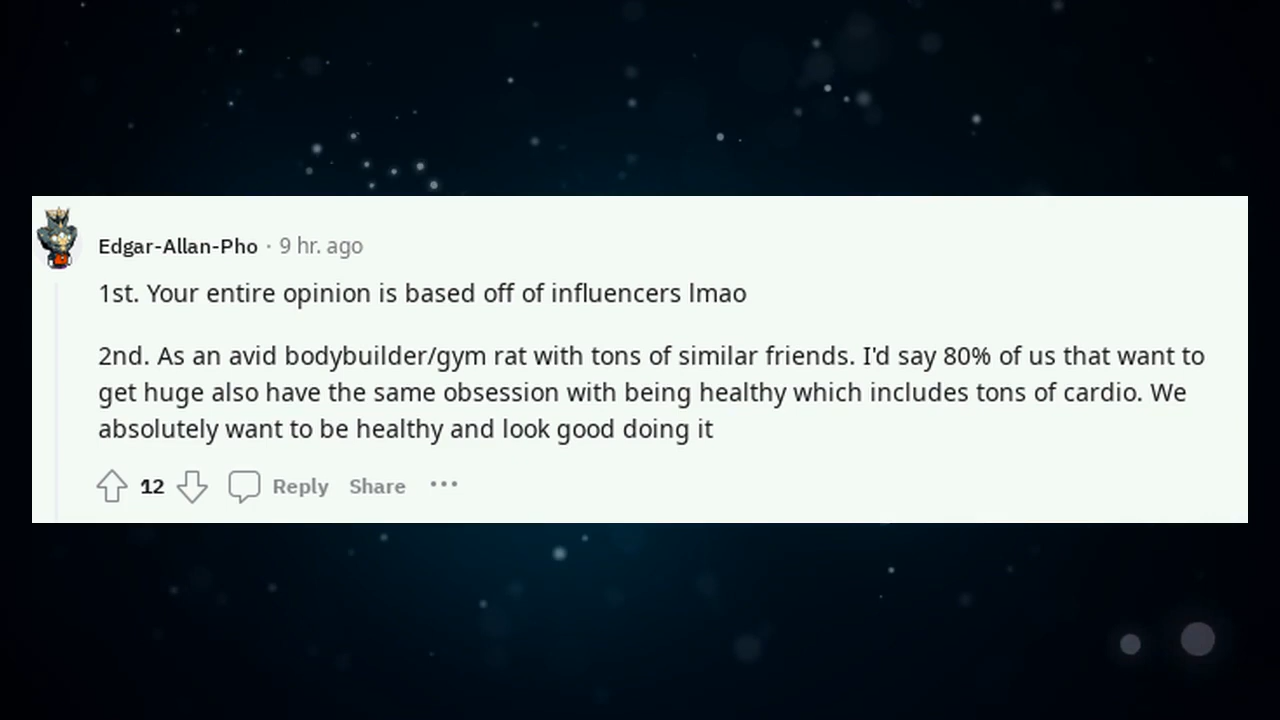 Edgar-Allan-Pho · 9 hr. ago
1st. Your entire opinion is based off of influencers lmao
2nd. As an avid bodybuilder/gym rat with tons of similar friends. I'd say 80% of us that want to
get huge also have the same obsession with being healthy which includes tons of cardio. We
absolutely want to be healthy and look good doing it
12 Reply Share ···